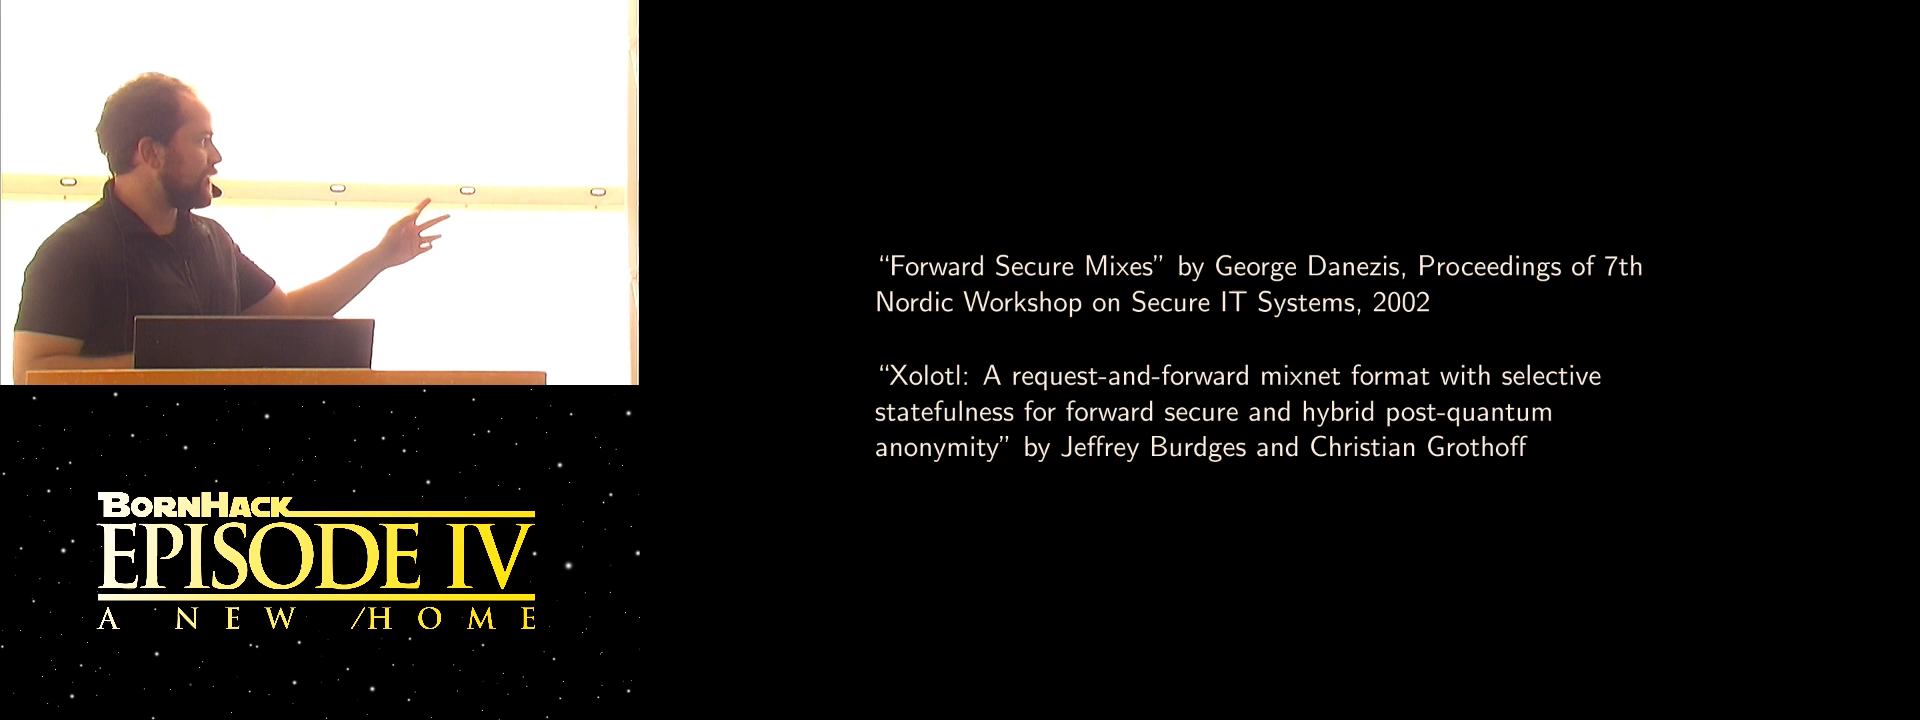 BORNHACK
EPISODE IV
A NEW /HOME
“Forward Secure Mixes” by George Danezis, Proceedings of 7th
Nordic Workshop on Secure IT Systems, 2002
“Xolotl: A request-and-forward mixnet format with selective
statefulness for forward secure and hybrid post-quantum
anonymity” by Jeffrey Burdges and Christian Grothoff